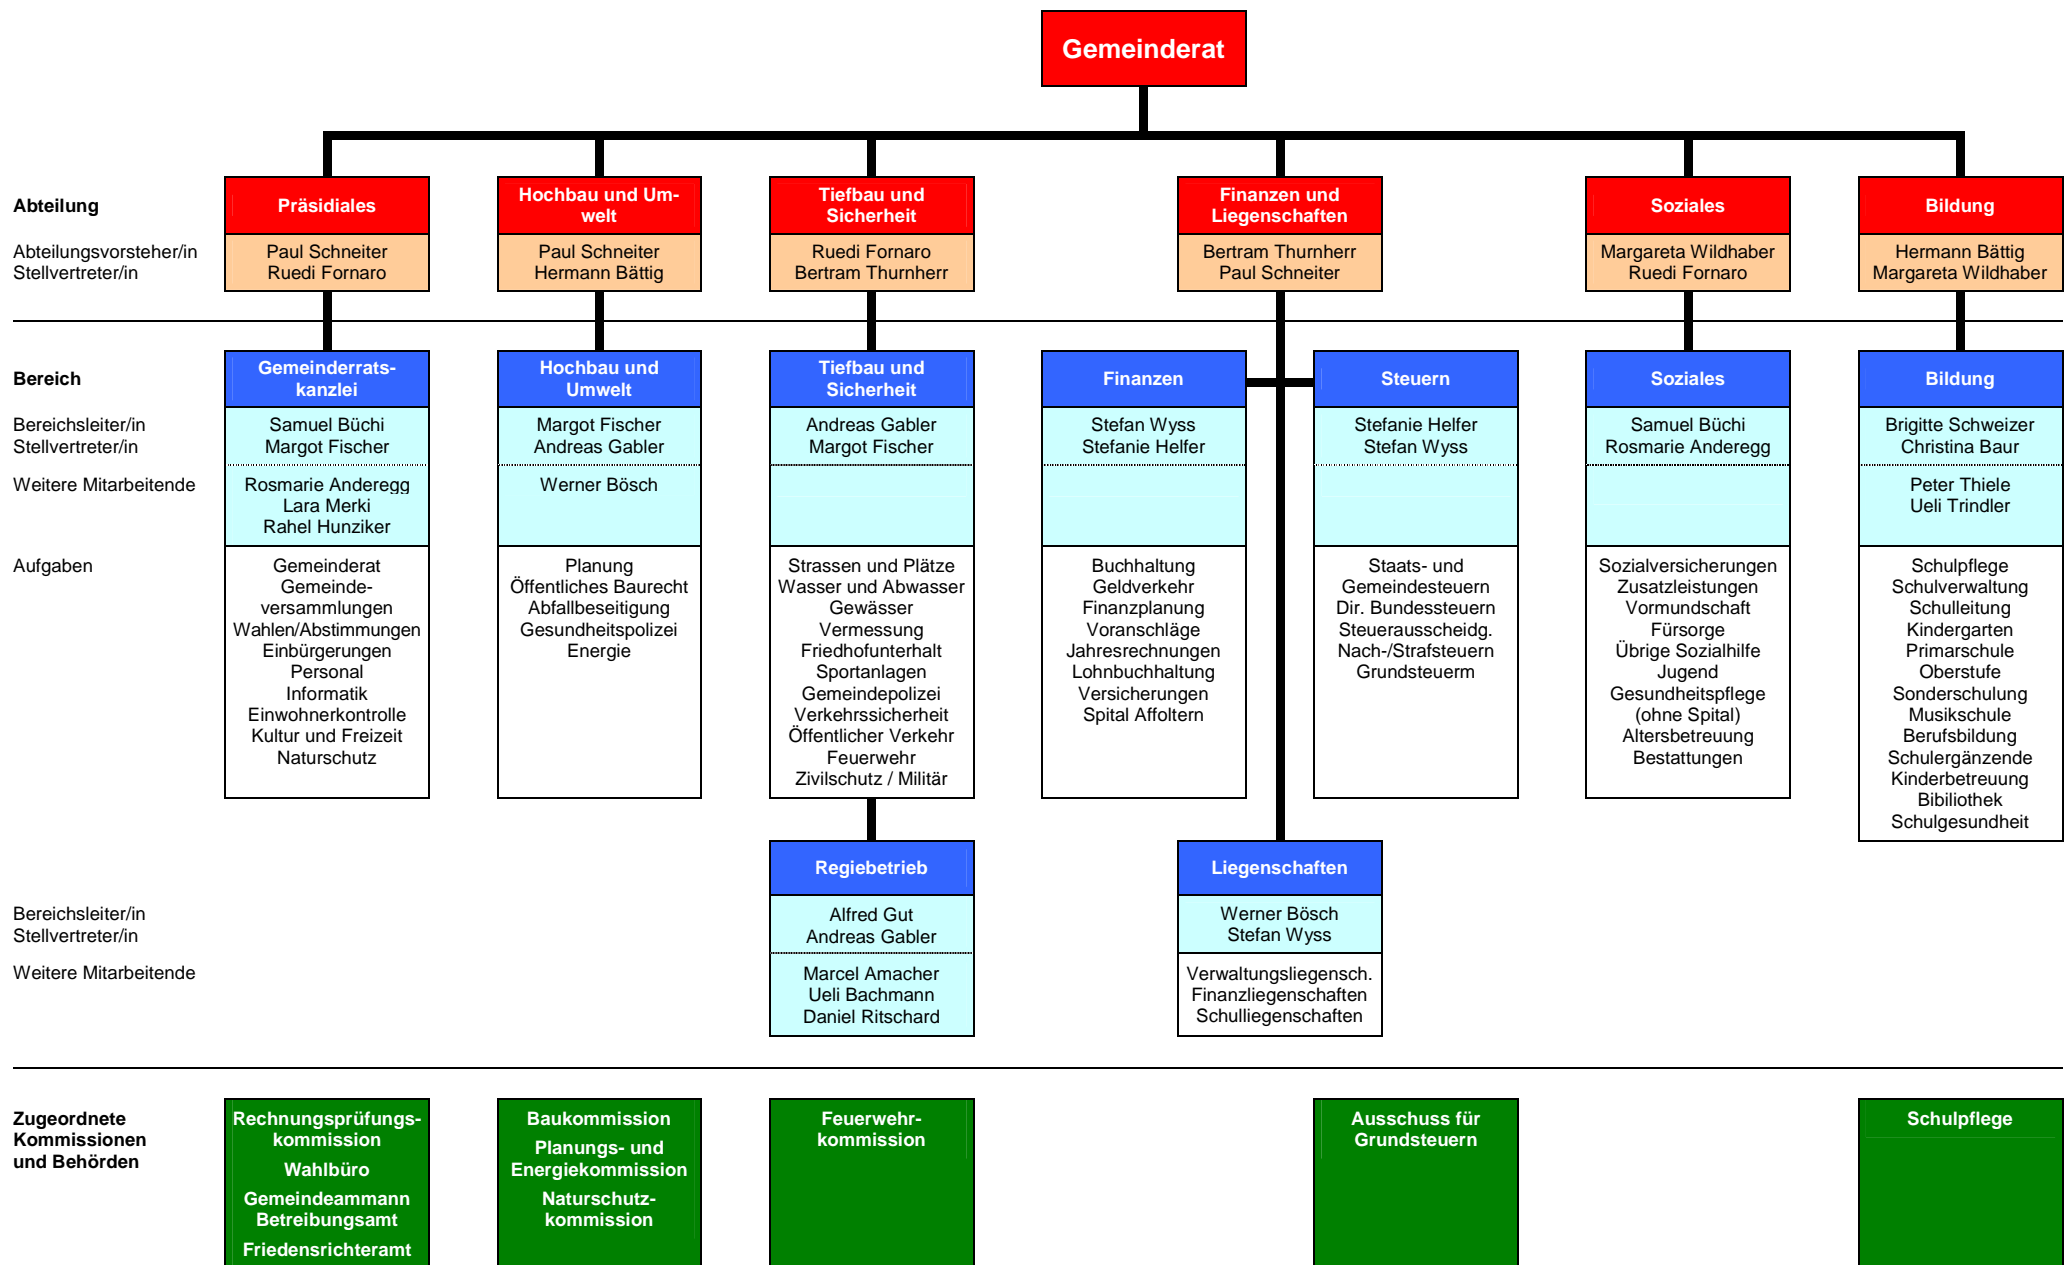 Gemeinderat
Abteilung
Präsidiales
Hochbau und Um-
welt
Tiefbau und
Sicherheit
Finanzen und
Liegenschaften
Soziales
Bildung
Abteilungsvorsteher/in
Stellvertreter/in
Paul Schneiter
Ruedi Fornaro
Paul Schneiter
Hermann Bättig
Ruedi Fornaro
Bertram Thurnherr
Bertram Thurnherr
Paul Schneiter
Margareta Wildhaber
Ruedi Fornaro
Hermann Bättig
Margareta Wildhaber
Bereich
Gemeinderrats-
kanzlei
Hochbau und
Umwelt
Tiefbau und
Sicherheit
Finanzen
Steuern
Soziales
Bildung
Bereichsleiter/in
Stellvertreter/in
Samuel Büchi
Margot Fischer
Margot Fischer
Andreas Gabler
Andreas Gabler
Margot Fischer
Stefan Wyss
Stefanie Helfer
Stefanie Helfer
Stefan Wyss
Samuel Büchi
Rosmarie Anderegg
Brigitte Schweizer
Christina Baur
Weitere Mitarbeitende
Rosmarie Anderegg
Lara Merki
Rahel Hunziker
Werner Bösch
Peter Thiele
Ueli Trindler
Aufgaben
Gemeinderat
Gemeinde-
versammlungen
Wahlen/Abstimmungen
Einbürgerungen
Personal
Informatik
Einwohnerkontrolle
Kultur und Freizeit
Naturschutz
Planung
Öffentliches Baurecht
Abfallbeseitigung
Gesundheitspolizei
Energie
Strassen und Plätze
Wasser und Abwasser
Gewässer
Vermessung
Friedhofunterhalt
Sportanlagen
Gemeindepolizei
Verkehrssicherheit
Öffentlicher Verkehr
Feuerwehr
Zivilschutz / Militär
Buchhaltung
Geldverkehr
Finanzplanung
Voranschläge
Jahresrechnungen
Lohnbuchhaltung
Versicherungen
Spital Affoltern
Staats- und
Gemeindesteuern
Dir. Bundessteuern
Steuerausscheidg.
Nach-/Strafsteuern
Grundsteuerm
Sozialversicherungen
Zusatzleistungen
Vormundschaft
Fürsorge
Übrige Sozialhilfe
Jugend
Gesundheitspflege
(ohne Spital)
Altersbetreuung
Bestattungen
Schulpflege
Schulverwaltung
Schulleitung
Kindergarten
Primarschule
Oberstufe
Sonderschulung
Musikschule
Berufsbildung
Schulergänzende
Kinderbetreuung
Bibiliothek
Schulgesundheit
Regiebetrieb
Liegenschaften
Bereichsleiter/in
Stellvertreter/in
Alfred Gut
Andreas Gabler
Werner Bösch
Stefan Wyss
Weitere Mitarbeitende
Marcel Amacher
Ueli Bachmann
Daniel Ritschard
Verwaltungsliegensch.
Finanzliegenschaften
Schulliegenschaften
Zugeordnete
Kommissionen
und Behörden
Rechnungsprüfungs-
kommission
Wahlbüro
Gemeindeammann
Betreibungsamt
Friedensrichteramt
Baukommission
Planungs- und
Energiekommission
Naturschutz-
kommission
Feuerwehr-
kommission
Ausschuss für
Grundsteuern
Schulpflege